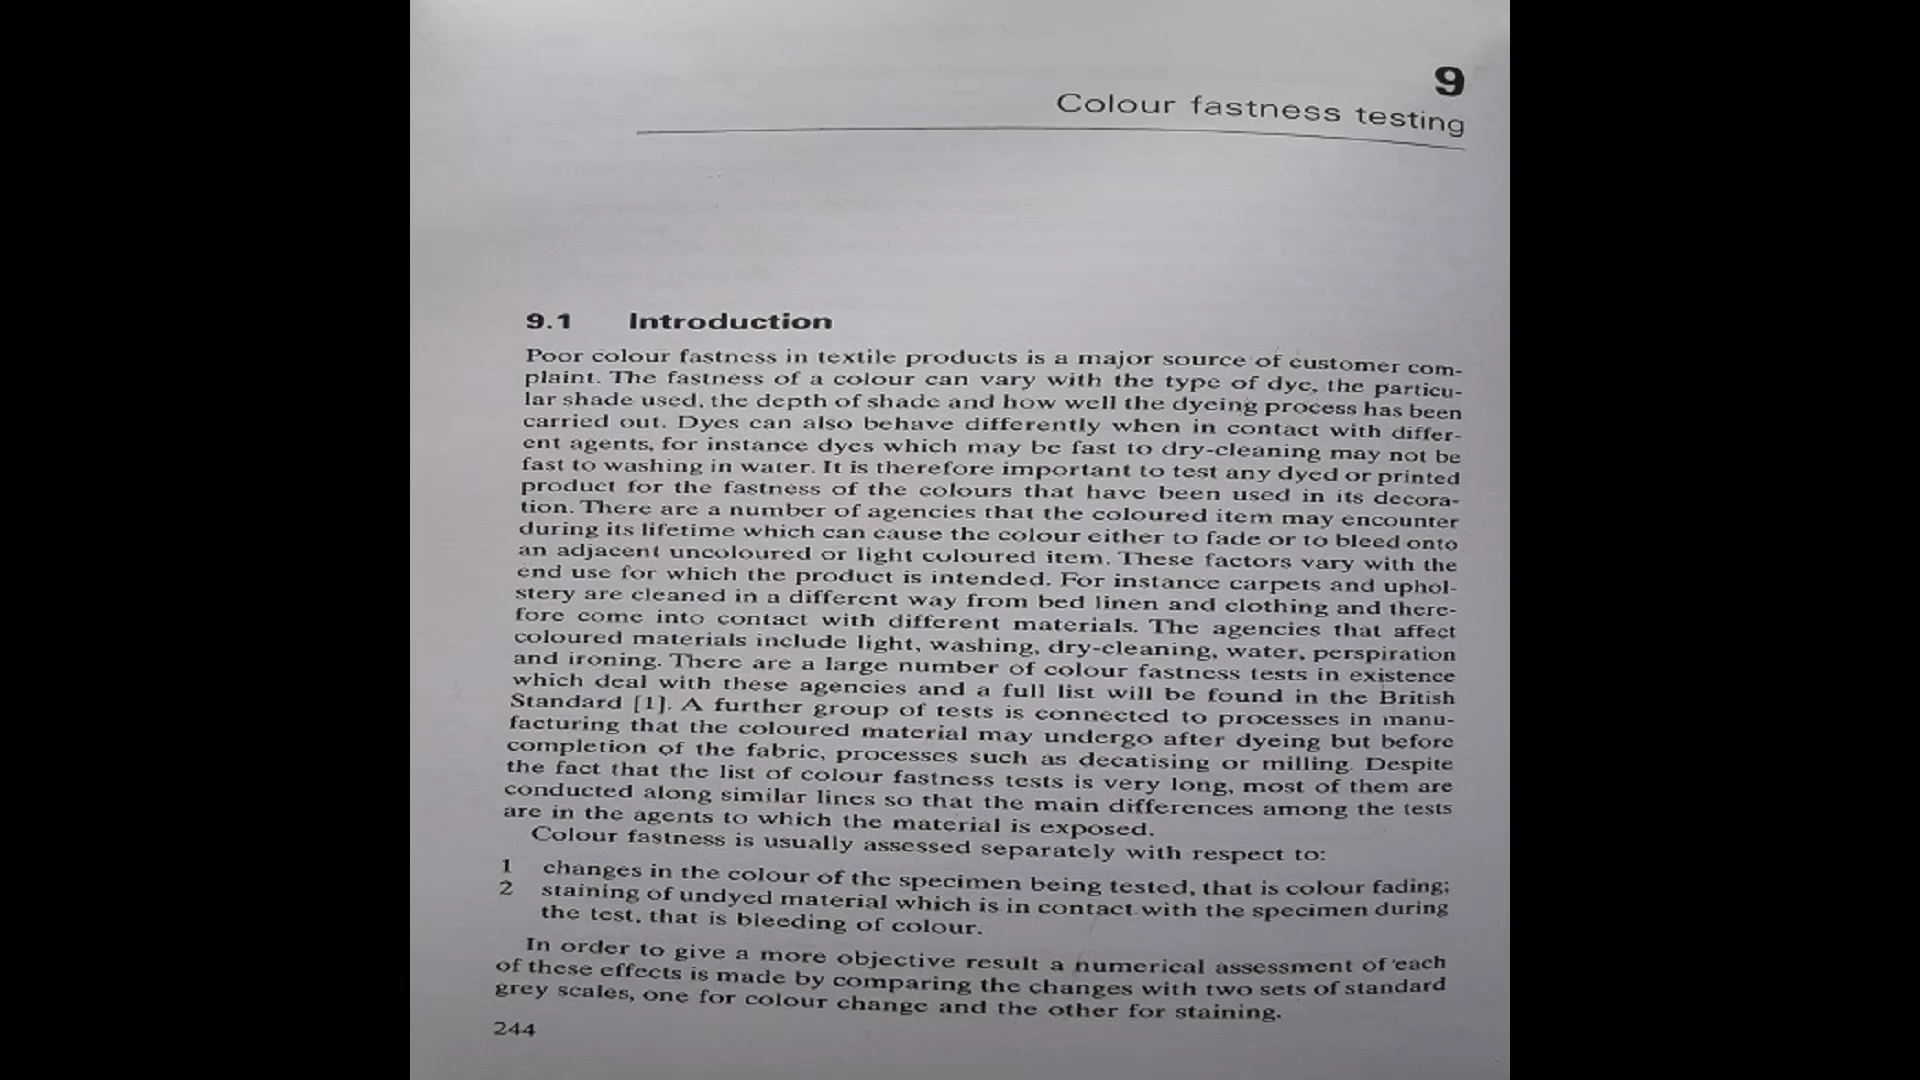 9
Colour fastness testing
9.1 Introduction
Poor colour fastness in textile products is a major source of customer com-
plaint. The fastness of a colour can vary with the type of dye, the particu-
lar shade used, the depth of shade and how well the dyeing process has been
carried out. Dyes can also behave differently when in contact with differ-
ent agents, for instance dyes which may be fast to dry-cleaning may not be
fast to washing in water. It is therefore important to test any dyed or printed
product for the fastness of the colours that have been used in its decora-
tion. There are a number of agencies that the coloured item may encounter
during its lifetime which can cause the colour either to fade or to bleed onto
an adjacent uncoloured or light coloured item. These factors vary with the
end use for which the product is intended. For instance carpets and uphol-
stery are cleaned in a different way from bed linen and clothing and there-
fore come into contact with different materials. The agencies that affect
coloured materials include light, washing, dry-cleaning, water, perspiration
and ironing. There are a large number of colour fastness tests in existence
which deal with these agencies and a full list will be found in the British
Standard [1]. A further group of tests is connected to processes in manu-
facturing that the coloured material may undergo after dyeing but before
completion of the fabric, processes such as decatising or milling. Despite
the fact that the list of colour fastness tests is very long, most of them are
conducted along similar lines so that the main differences among the tests
are in the agents to which the material is exposed.
Colour fastness is usually assessed separately with respect to:
1 changes in the colour of the specimen being tested, that is colour fading;
2 staining of undyed material which is in contact with the specimen during
the test, that is bleeding of colour.
In order to give a more objective result a numerical assessment of each
of these effects is made by comparing the changes with two sets of standard
grey scales, one for colour change and the other for staining.
244